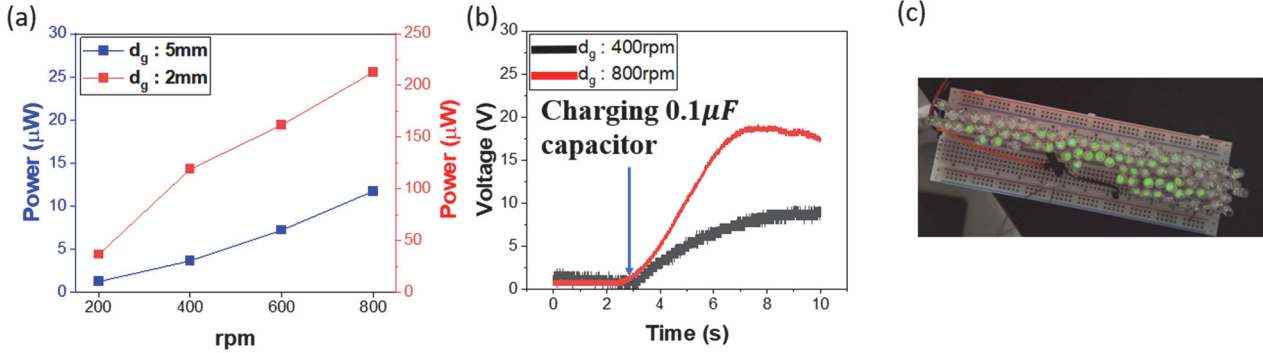 (a)
30
25
20
15
10
5
0
Power (μW)
d_g : 5mm
d_g : 2mm
250
200
150
100
50
0
Power (μW)
200 400 600 800
rpm
(b)
30
25
20
15
10
5
0
Voltage (V)
d_g : 400rpm
d_g : 800rpm
Charging 0.1μF
capacitor
0 2 4 6 8 10
Time (s)
(c)